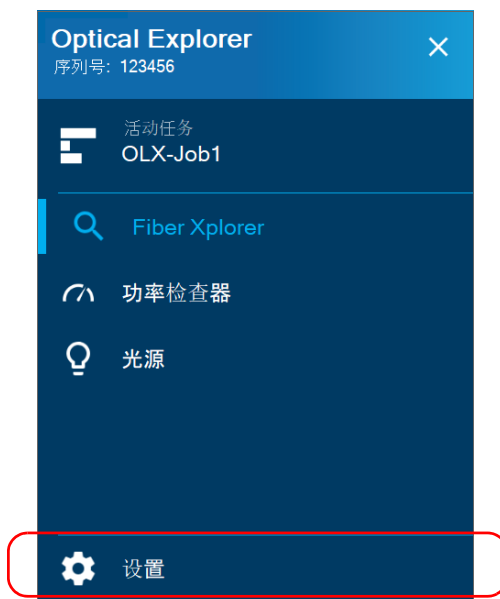 Optical Explorer
序列号: 123456
活动任务
OLX-Job1
Fiber Xplorer
功率检查器
光源
设置